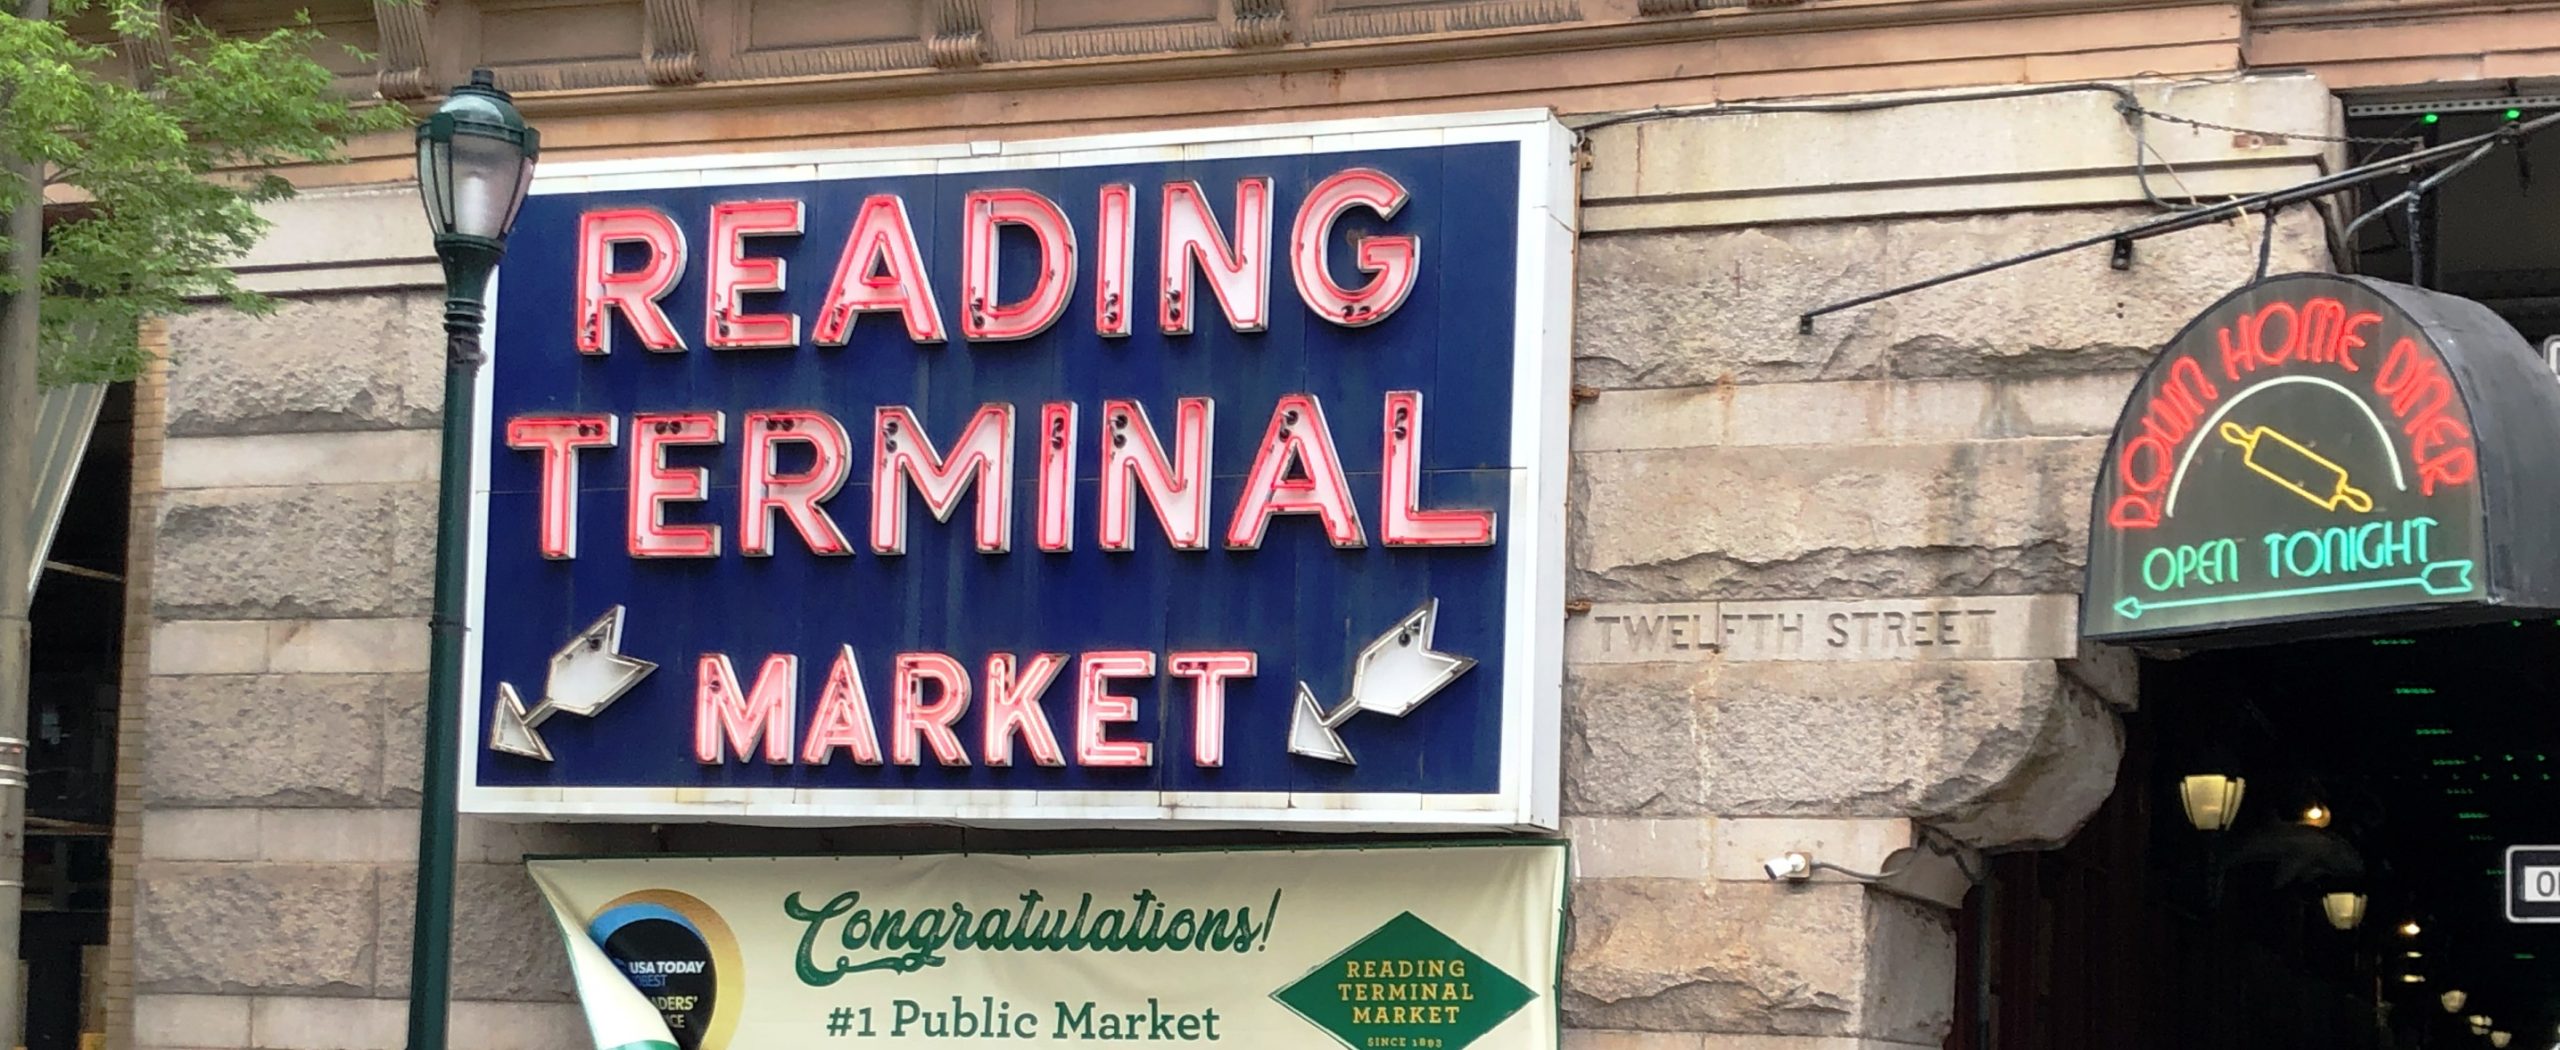 READING
TERMINAL
MARKET
DOWN HOME DINER
OPEN TONIGHT
TWELFTH STREET
Congratulations!
#1 Public Market
USA TODAY
READING
TERMINAL
MARKET
SINCE 1893